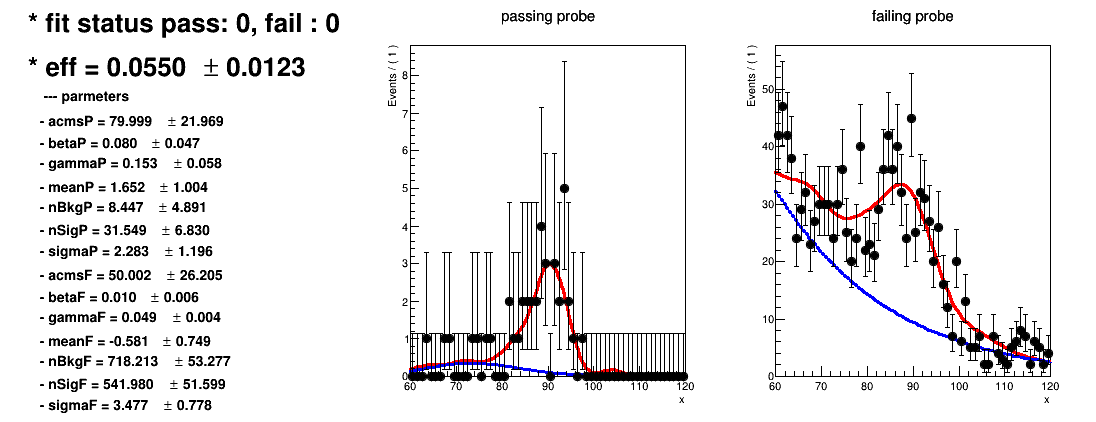 * fit status pass: 0, fail : 0
* eff = 0.0550 ± 0.0123
--- parmeters
- acmsP = 79.999 ± 21.969
- betaP = 0.080 ± 0.047
- gammaP = 0.153 ± 0.058
- meanP = 1.652 ± 1.004
- nBkgP = 8.447 ± 4.891
- nSigP = 31.549 ± 6.830
- sigmaP = 2.283 ± 1.196
- acmsF = 50.002 ± 26.205
- betaF = 0.010 ± 0.006
- gammaF = 0.049 ± 0.004
- meanF = -0.581 ± 0.749
- nBkgF = 718.213 ± 53.277
- nSigF = 541.980 ± 51.599
- sigmaF = 3.477 ± 0.778
passing probe
Events / ( 1 )
8
7
6
5
4
3
2
1
0
60 70 80 90 100 110 120
x
failing probe
Events / ( 1 )
50
40
30
20
10
0
60 70 80 90 100 110 120
x